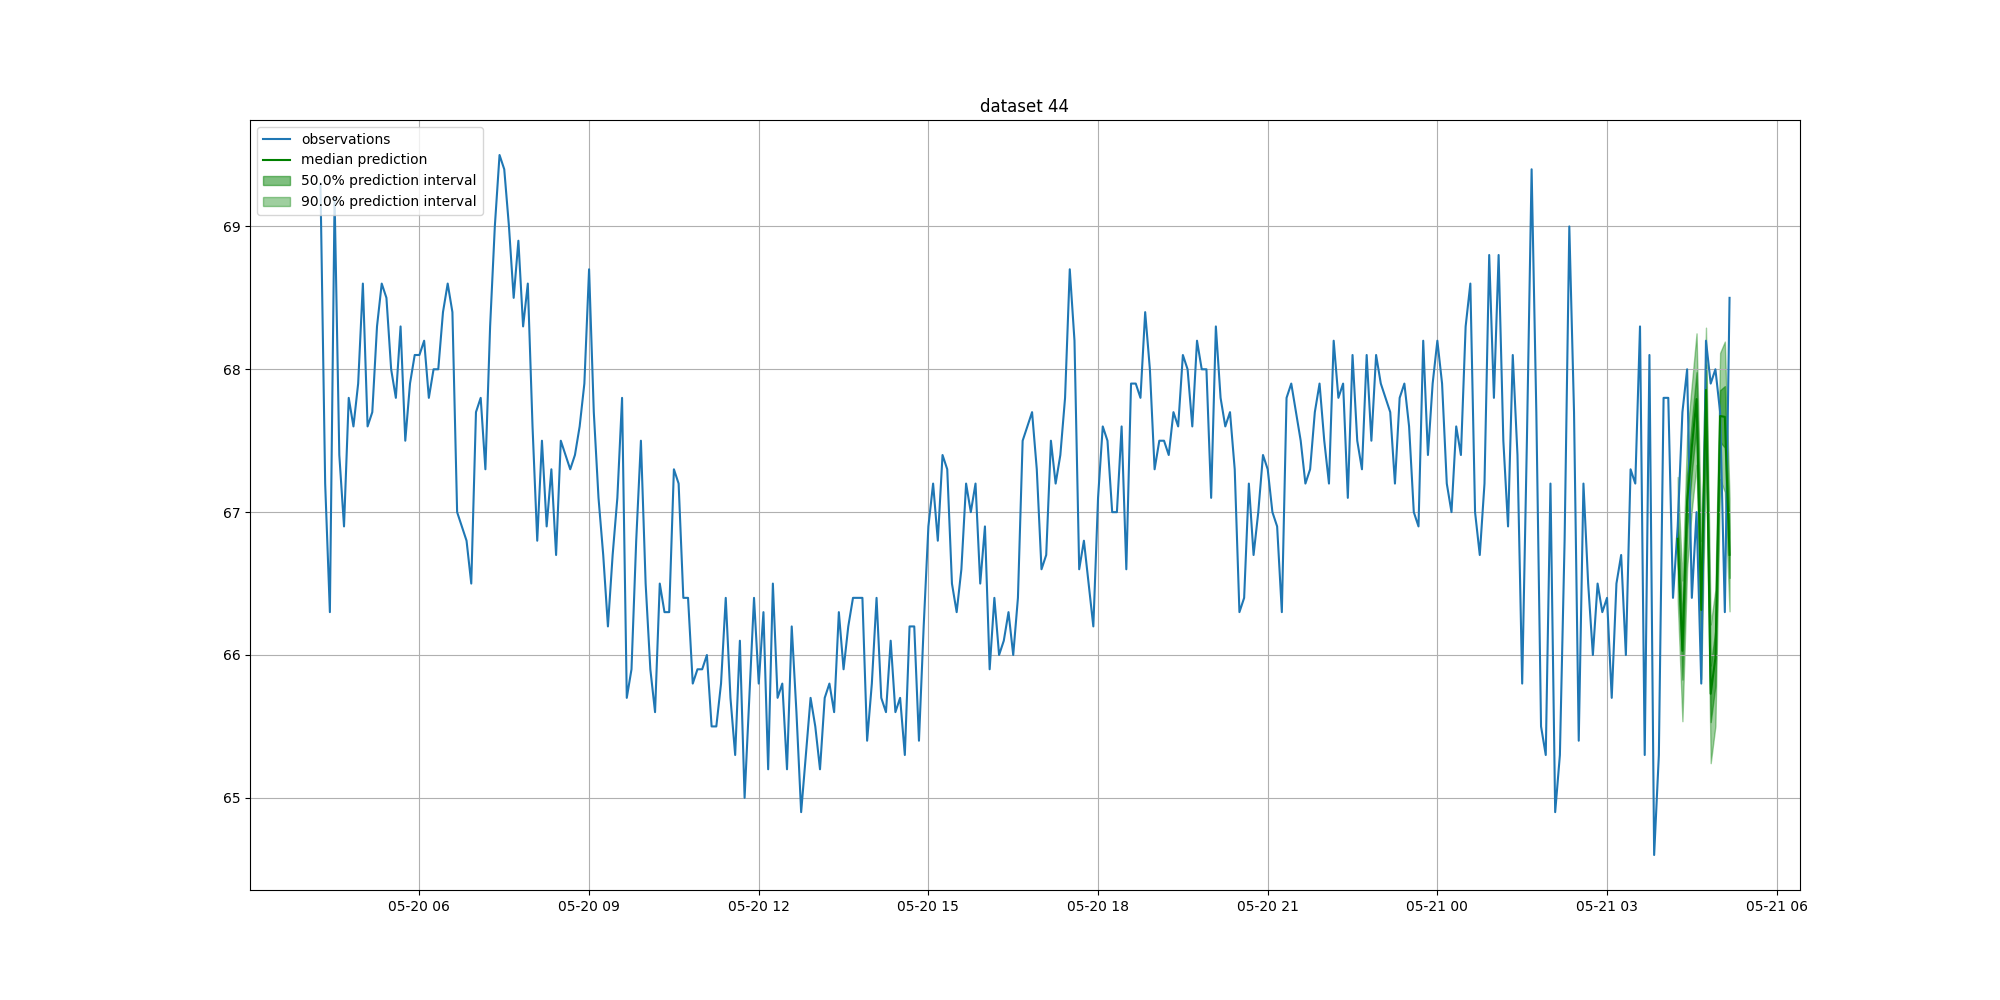 dataset 44
observations
median prediction
50.0% prediction interval
90.0% prediction interval
69
68
67
66
65
05-20 06
05-20 09
05-20 12
05-20 15
05-20 18
05-20 21
05-21 00
05-21 03
05-21 06